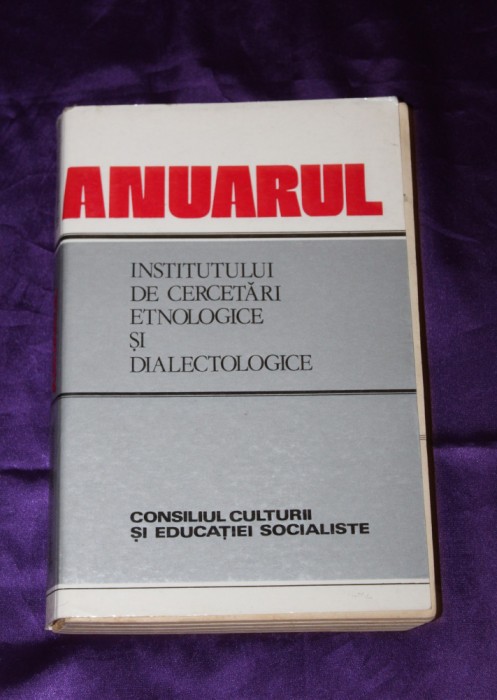 ANUARUL
INSTITUTULUI
DE CERCETĂRI
ETNOLOGICE
ȘI
DIALECTOLOGICE
CONSILIUL CULTURII
ȘI EDUCAȚIEI SOCIALISTE